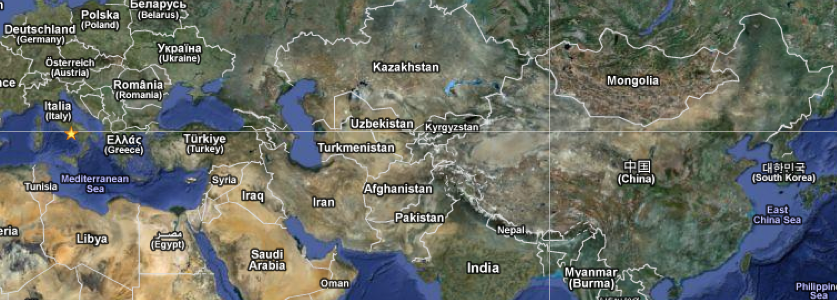 Беларусь
(Belarus)
Polska
(Poland)
Deutschland
(Germany)
Україна
(Ukraine)
Österreich
(Austria)
Kazakhstan
Mongolia
România
(Romania)
Italia
(Italy)
Uzbekistan
Kyrgyzstan
Ελλάς
(Greece)
Türkiye
(Turkey)
Turkmenistan
中国
(China)
대한민국
(South Korea)
Tunisia
Mediterranean
Sea
Syria
Iraq
Iran
Afghanistan
Pakistan
East
China Sea
Nepal
Libya
مصر
(Egypt)
Saudi
Arabia
Oman
India
Myanmar
(Burma)
Philippin
Sea